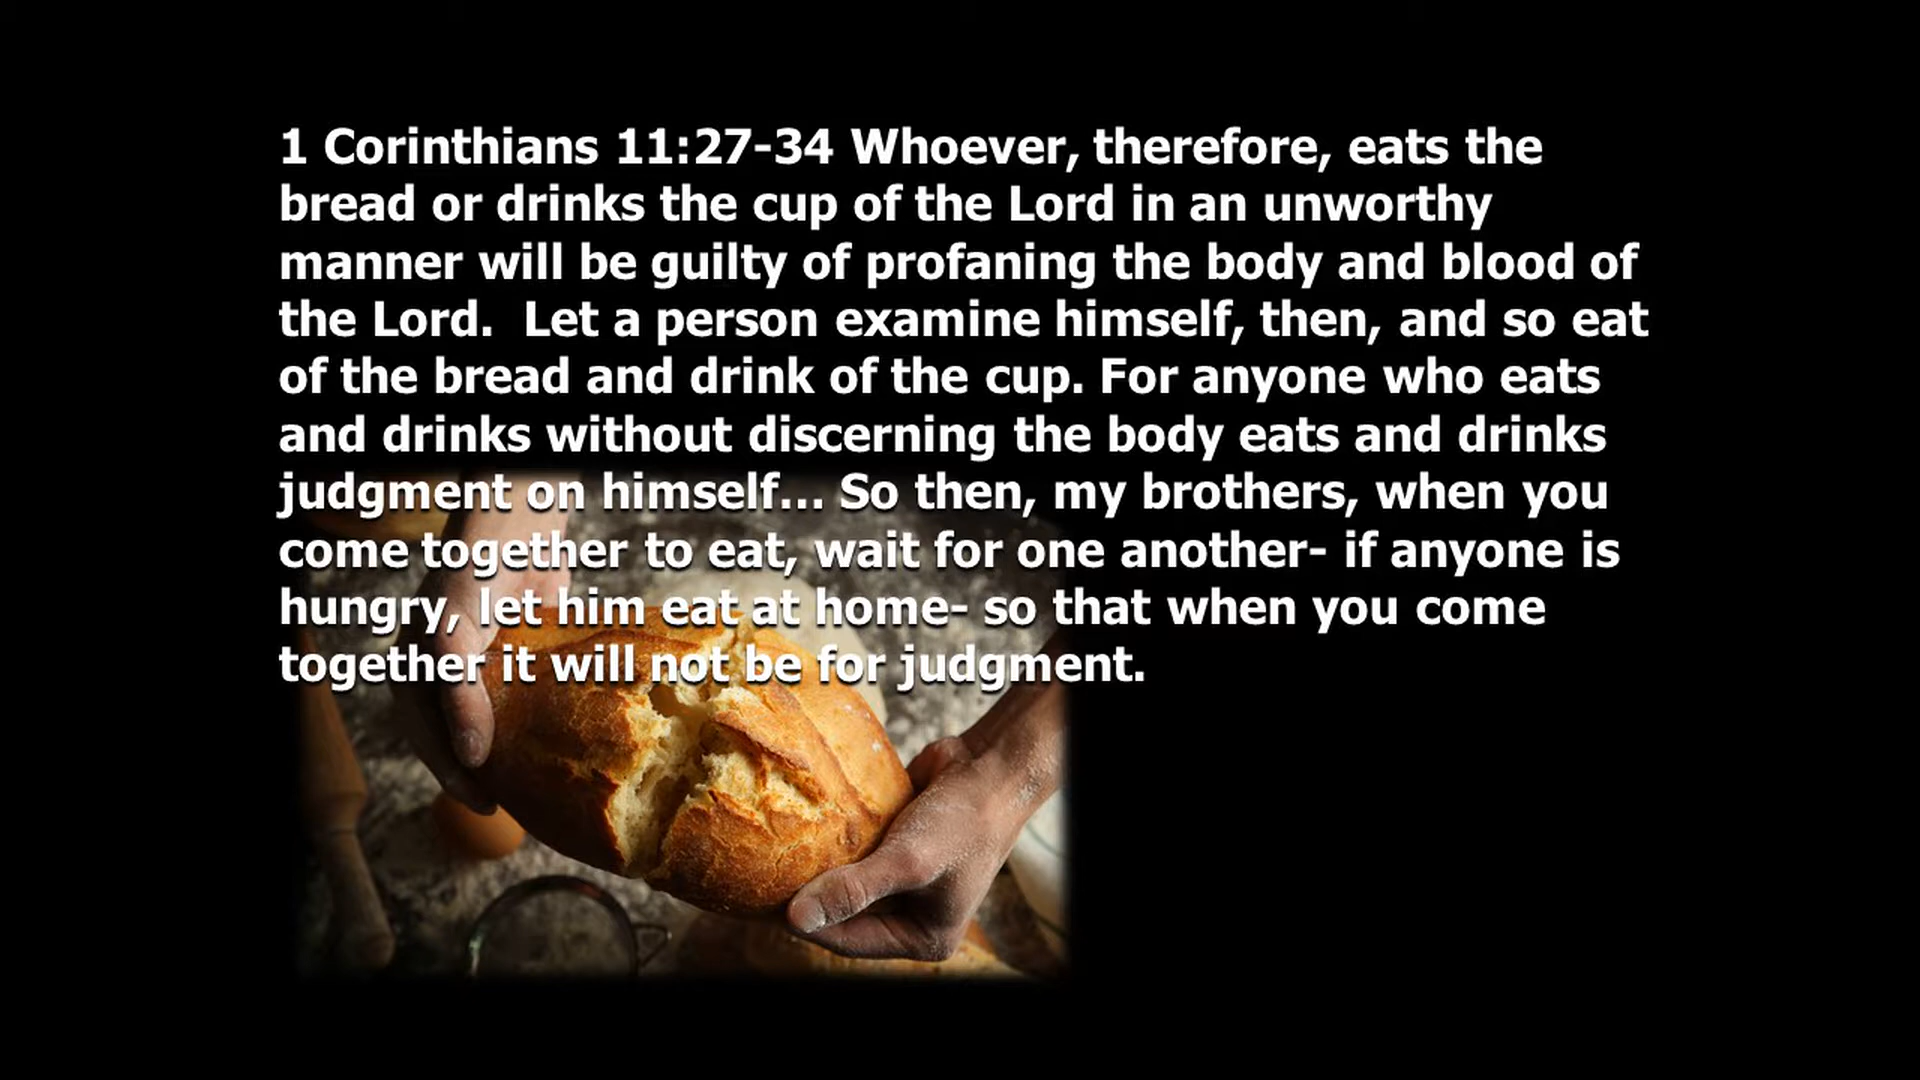 1 Corinthians 11:27-34 Whoever, therefore, eats the
bread or drinks the cup of the Lord in an unworthy
manner will be guilty of profaning the body and blood of
the Lord.  Let a person examine himself, then, and so eat
of the bread and drink of the cup. For anyone who eats
and drinks without discerning the body eats and drinks
judgment on himself... So then, my brothers, when you
come together to eat, wait for one another- if anyone is
hungry, let him eat at home- so that when you come
together it will not be for judgment.